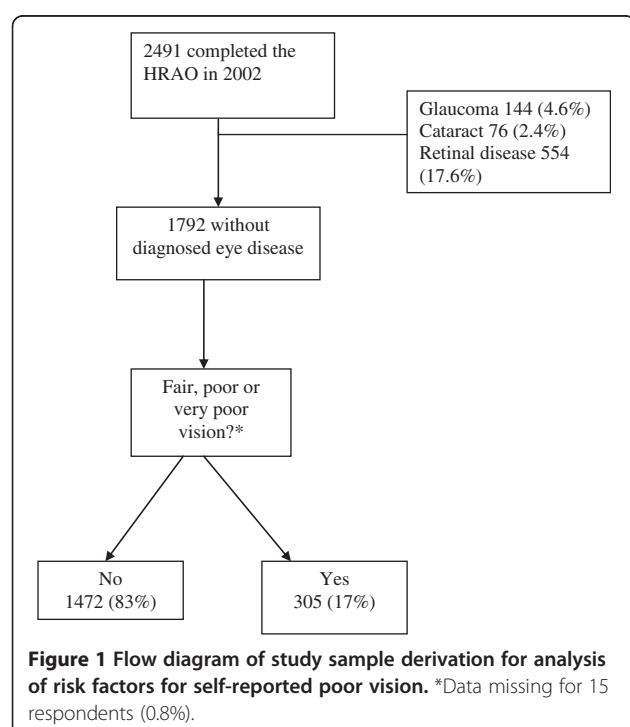 2491 completed the
HRAO in 2002
Glaucoma 144 (4.6%)
Cataract 76 (2.4%)
Retinal disease 554
(17.6%)
1792 without
diagnosed eye disease
Fair, poor or
very poor
vision?*
No
1472 (83%)
Yes
305 (17%)
Figure 1 Flow diagram of study sample derivation for analysis
of risk factors for self-reported poor vision. *Data missing for 15
respondents (0.8%).